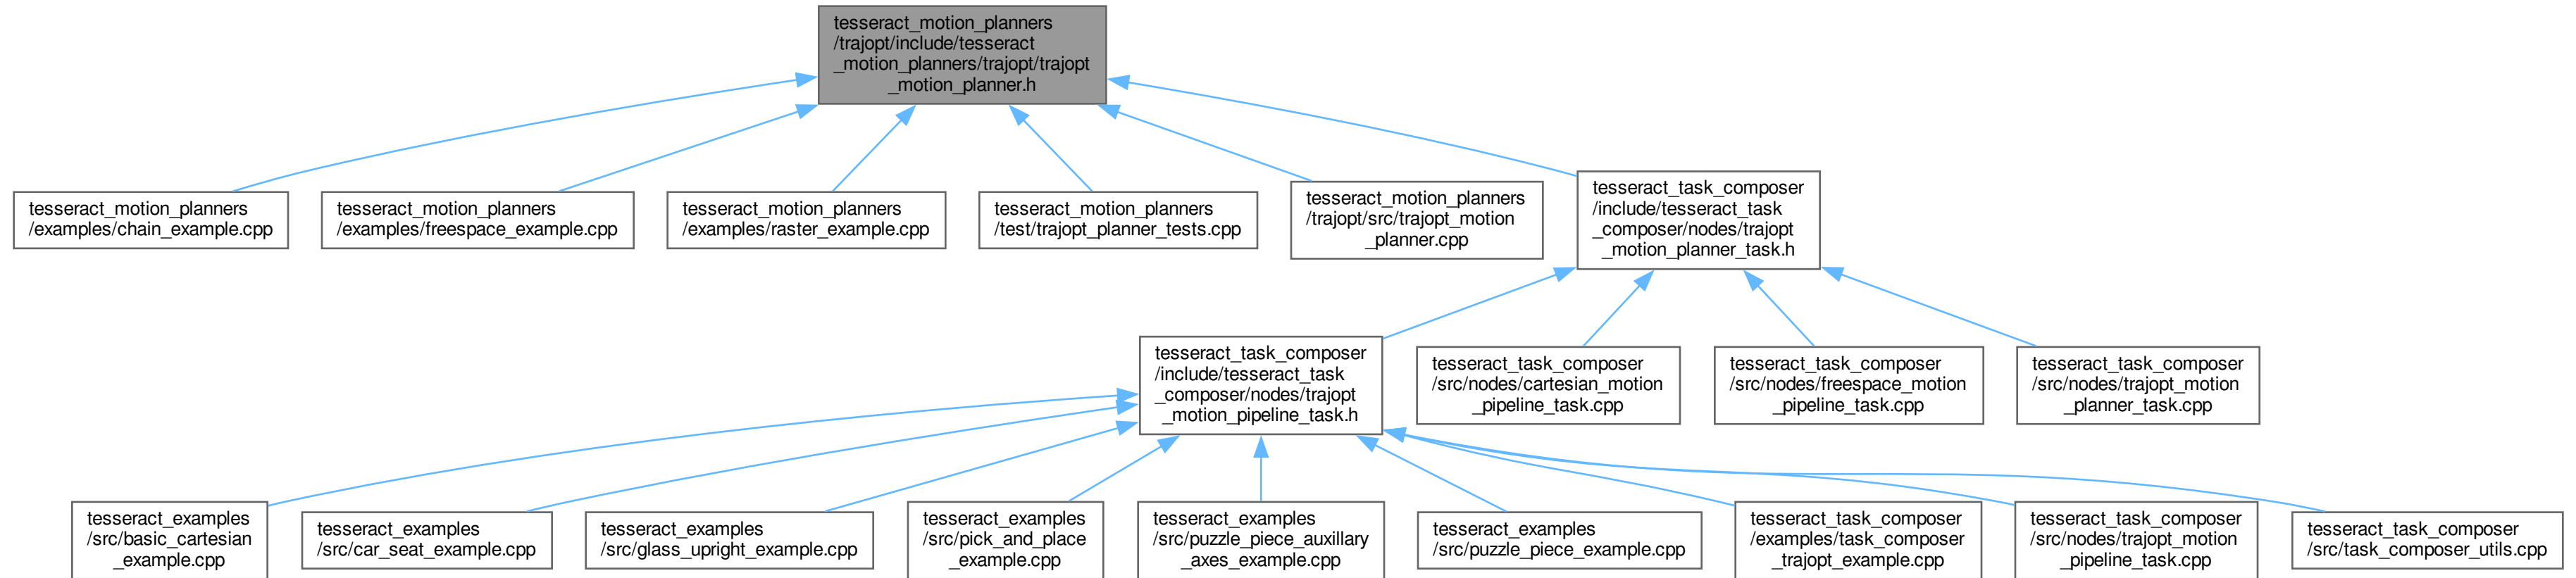 tesseract_motion_planners
/trajopt/include/tesseract
_motion_planners/trajopt/trajopt
_motion_planner.h
tesseract_motion_planners
/examples/chain_example.cpp
tesseract_motion_planners
/examples/freespace_example.cpp
tesseract_motion_planners
/examples/raster_example.cpp
tesseract_motion_planners
/test/trajopt_planner_tests.cpp
tesseract_motion_planners
/trajopt/src/trajopt_motion
_planner.cpp
tesseract_task_composer
/include/tesseract_task
_composer/nodes/trajopt
_motion_planner_task.h
tesseract_task_composer
/include/tesseract_task
_composer/nodes/trajopt
_motion_pipeline_task.h
tesseract_task_composer
/src/nodes/cartesian_motion
_pipeline_task.cpp
tesseract_task_composer
/src/nodes/freespace_motion
_pipeline_task.cpp
tesseract_task_composer
/src/nodes/trajopt_motion
_planner_task.cpp
tesseract_examples
/src/basic_cartesian
_example.cpp
tesseract_examples
/src/car_seat_example.cpp
tesseract_examples
/src/glass_upright_example.cpp
tesseract_examples
/src/pick_and_place
_example.cpp
tesseract_examples
/src/puzzle_piece_auxillary
_axes_example.cpp
tesseract_examples
/src/puzzle_piece_example.cpp
tesseract_task_composer
/examples/task_composer
_trajopt_example.cpp
tesseract_task_composer
/src/nodes/trajopt_motion
_pipeline_task.cpp
tesseract_task_composer
/src/task_composer_utils.cpp